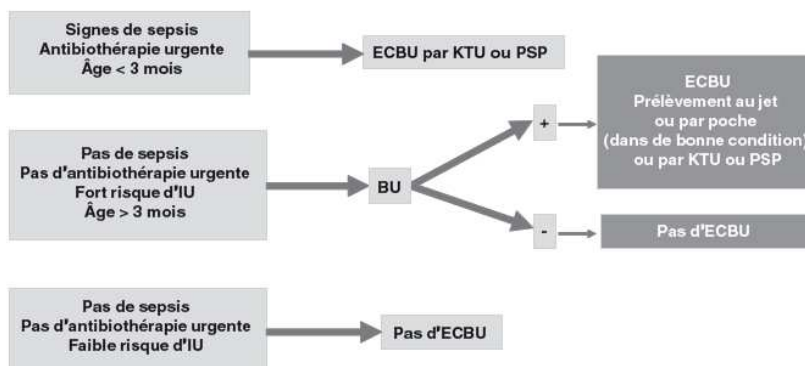 Signes de sepsis
Antibiothérapie urgente
Âge < 3 mois
ECBU par KTU ou PSP
ECBU
Prélèvement au jet
ou par poche
(dans de bonne condition)
ou par KTU ou PSP
Pas de sepsis
Pas d'antibiothérapie urgente
Fort risque d'IU
Âge > 3 mois
BU
+
-
Pas d'ECBU
Pas de sepsis
Pas d'antibiothérapie urgente
Faible risque d'IU
Pas d'ECBU